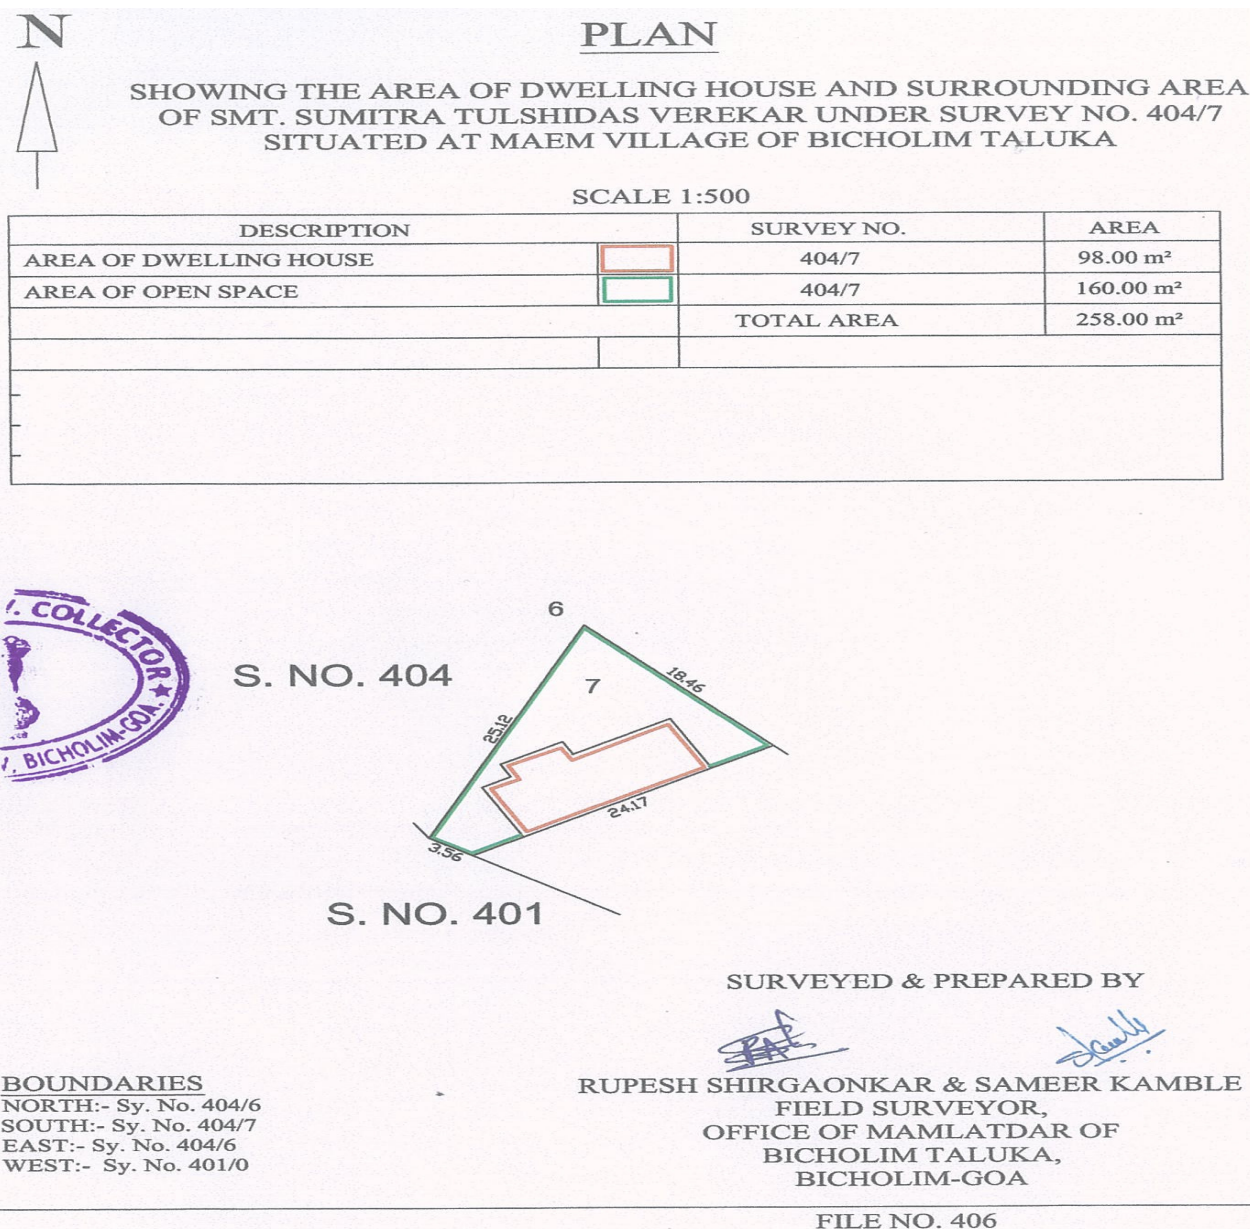 N
PLAN
SHOWING THE AREA OF DWELLING HOUSE AND SURROUNDING AREA
OF SMT. SUMITRA TULSHIDAS VEREKAR UNDER SURVEY NO. 404/7
SITUATED AT MAEM VILLAGE OF BICHOLIM TALUKA
SCALE 1:500
DESCRIPTION SURVEY NO. AREA
AREA OF DWELLING HOUSE 404/7 98.00 m²
AREA OF OPEN SPACE 404/7 160.00 m²
TOTAL AREA 258.00 m²
. COLLECTOR ★
. BICHOLIM-GOA.
6
S. NO. 404
7
18.46
25.12
24.17
3.56
S. NO. 401
SURVEYED & PREPARED BY
RUPESH SHIRGAONKAR & SAMEER KAMBLE
FIELD SURVEYOR,
OFFICE OF MAMLATDAR OF
BICHOLIM TALUKA,
BICHOLIM-GOA
BOUNDARIES
NORTH:- Sy. No. 404/6
SOUTH:- Sy. No. 404/7
EAST:- Sy. No. 404/6
WEST:- Sy. No. 401/0
FILE NO. 406